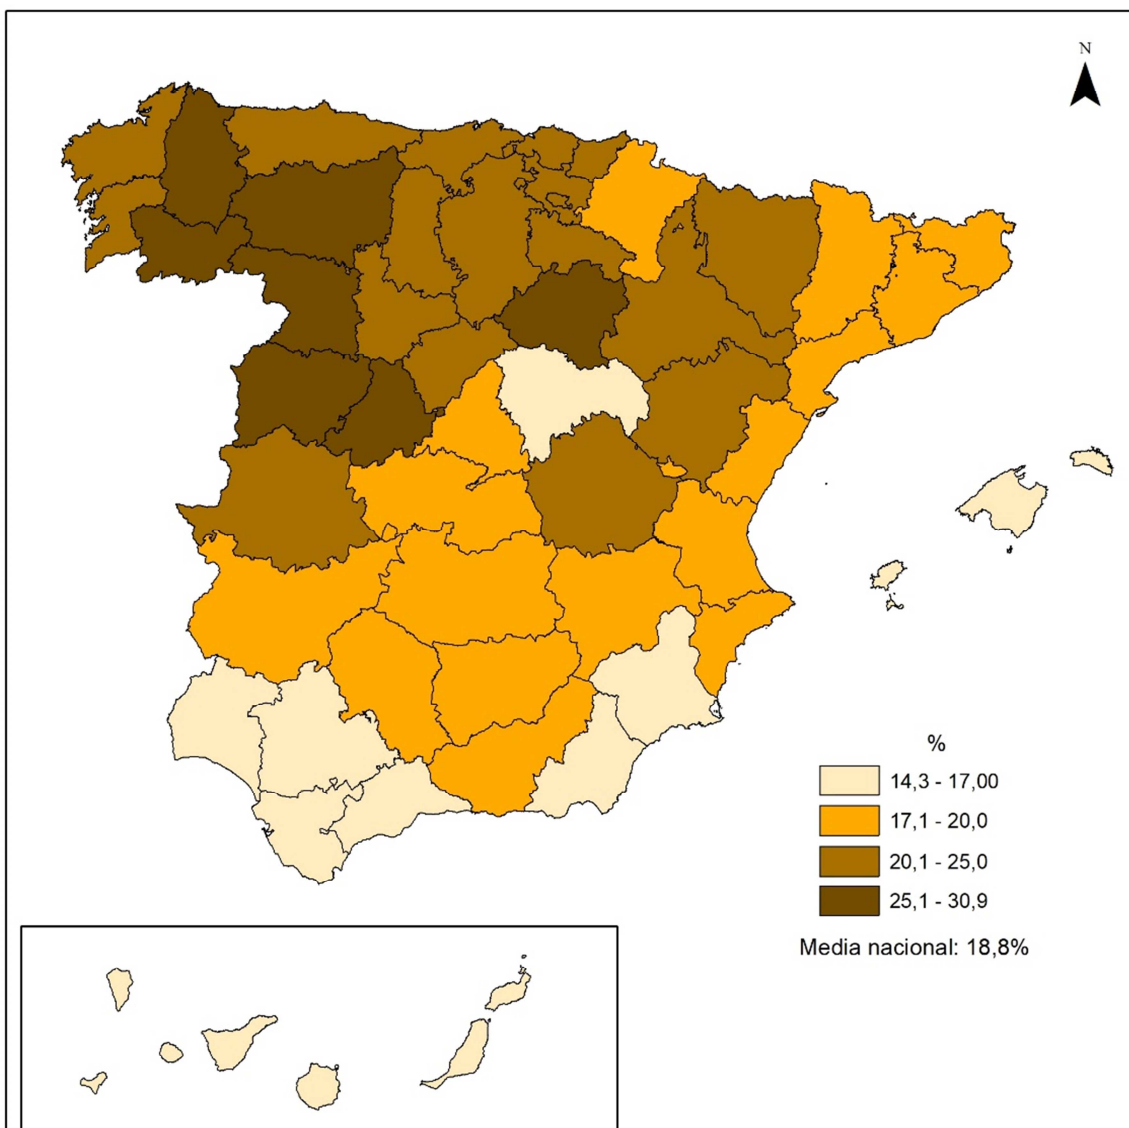 N
%
14,3 - 17,00
17,1 - 20,0
20,1 - 25,0
25,1 - 30,9
Media nacional: 18,8%